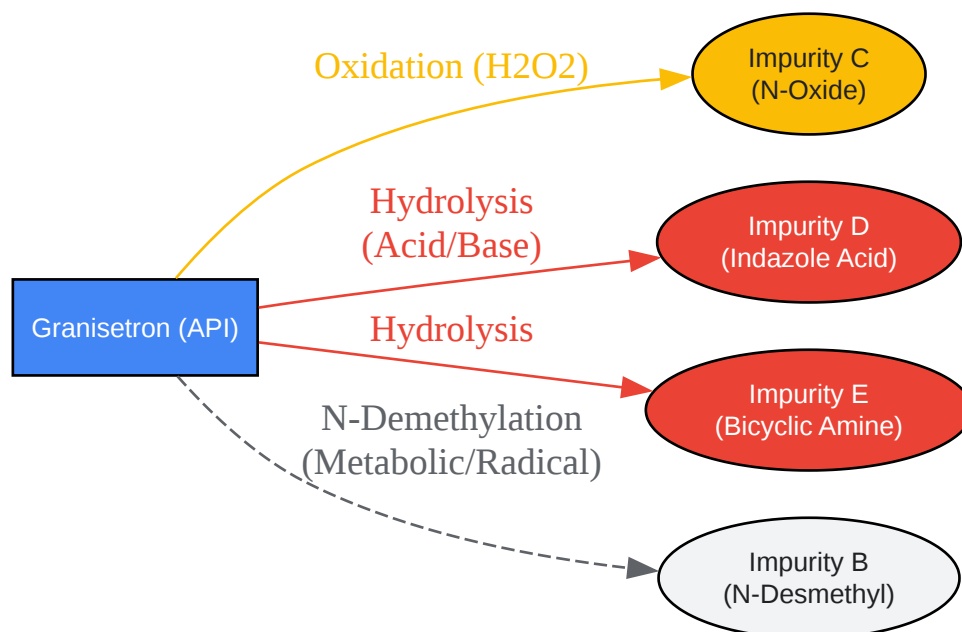 Oxidation (H2O2)
Impurity C
(N-Oxide)
Hydrolysis
(Acid/Base)
Impurity D
(Indazole Acid)
Granisetron (API)
Hydrolysis
Impurity E
(Bicyclic Amine)
N-Demethylation
(Metabolic/Radical)
Impurity B
(N-Desmethyl)